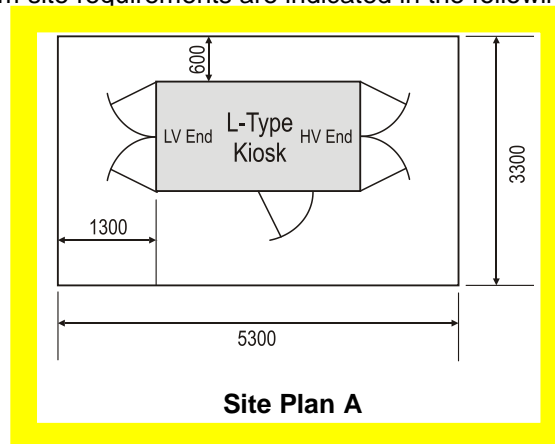 m site requirements are indicated in the followi
600
LV End L-Type Kiosk HV End
1300
3300
5300
Site Plan A